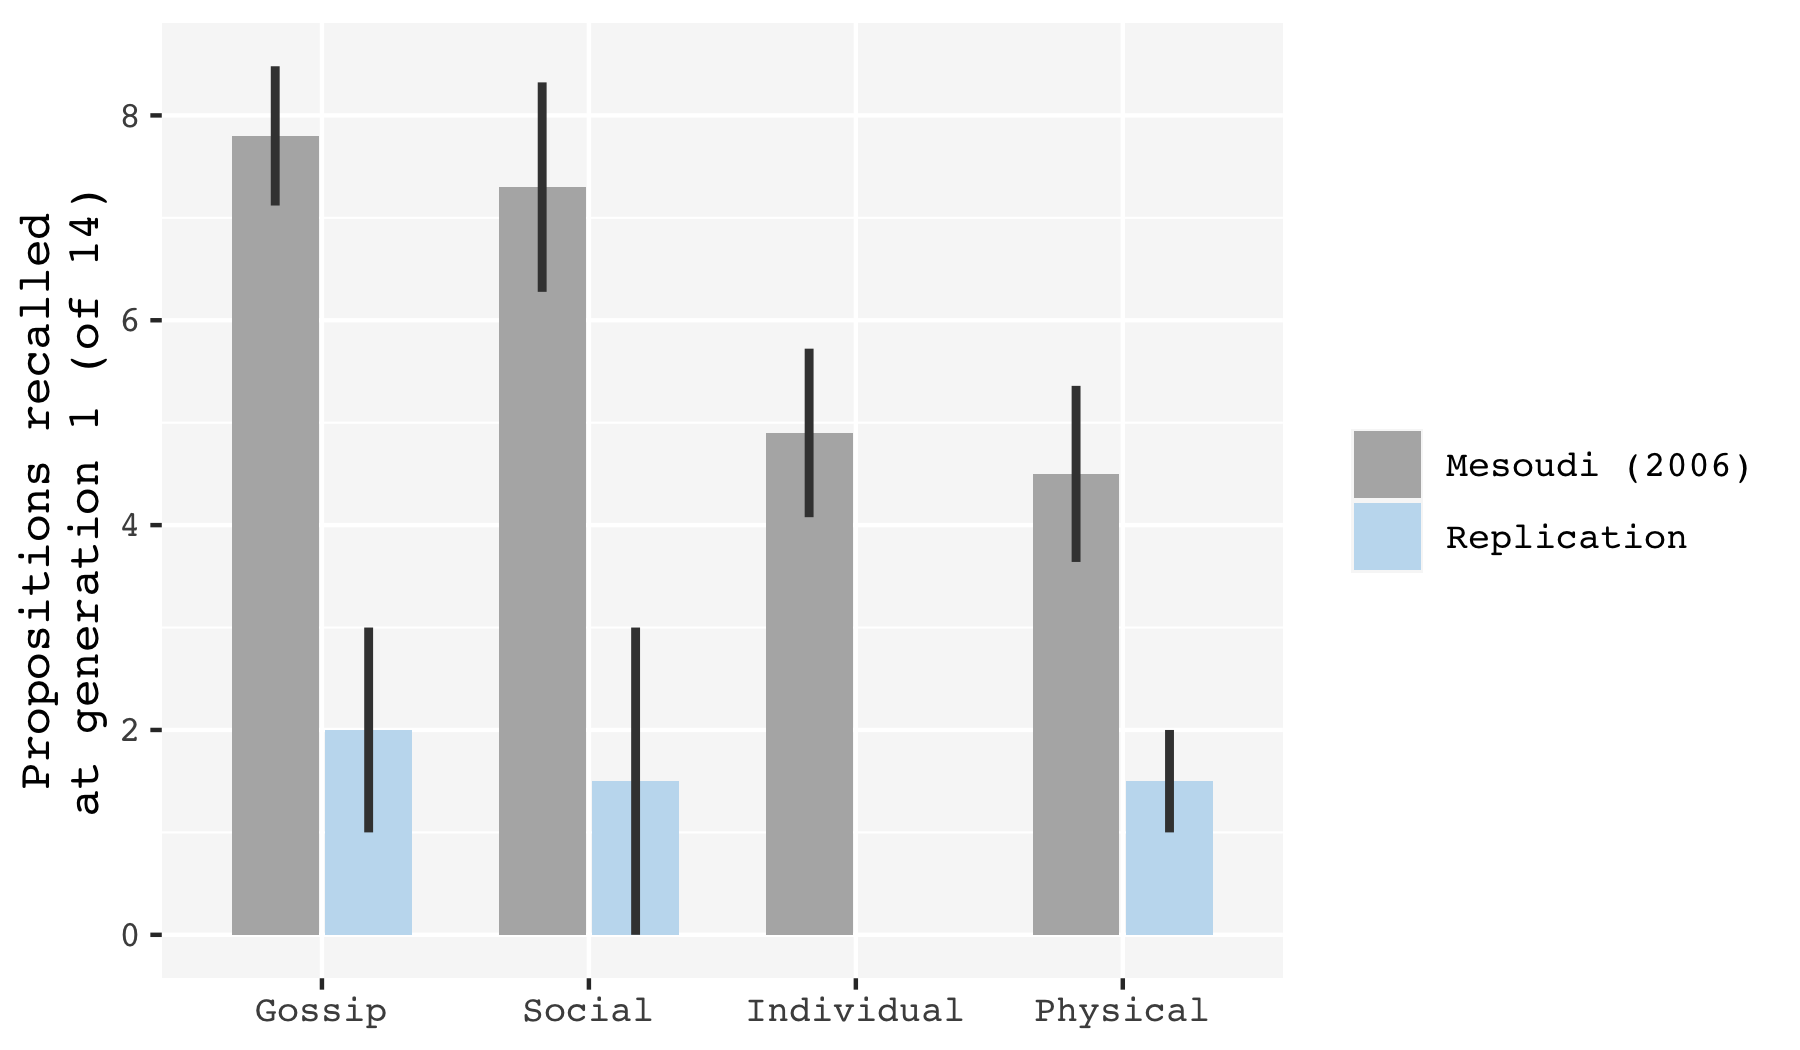 Propositions recalled
at generation 1 (of 14)
8
6
4
2
0
Gossip
Social
Individual
Physical
Mesoudi (2006)
Replication